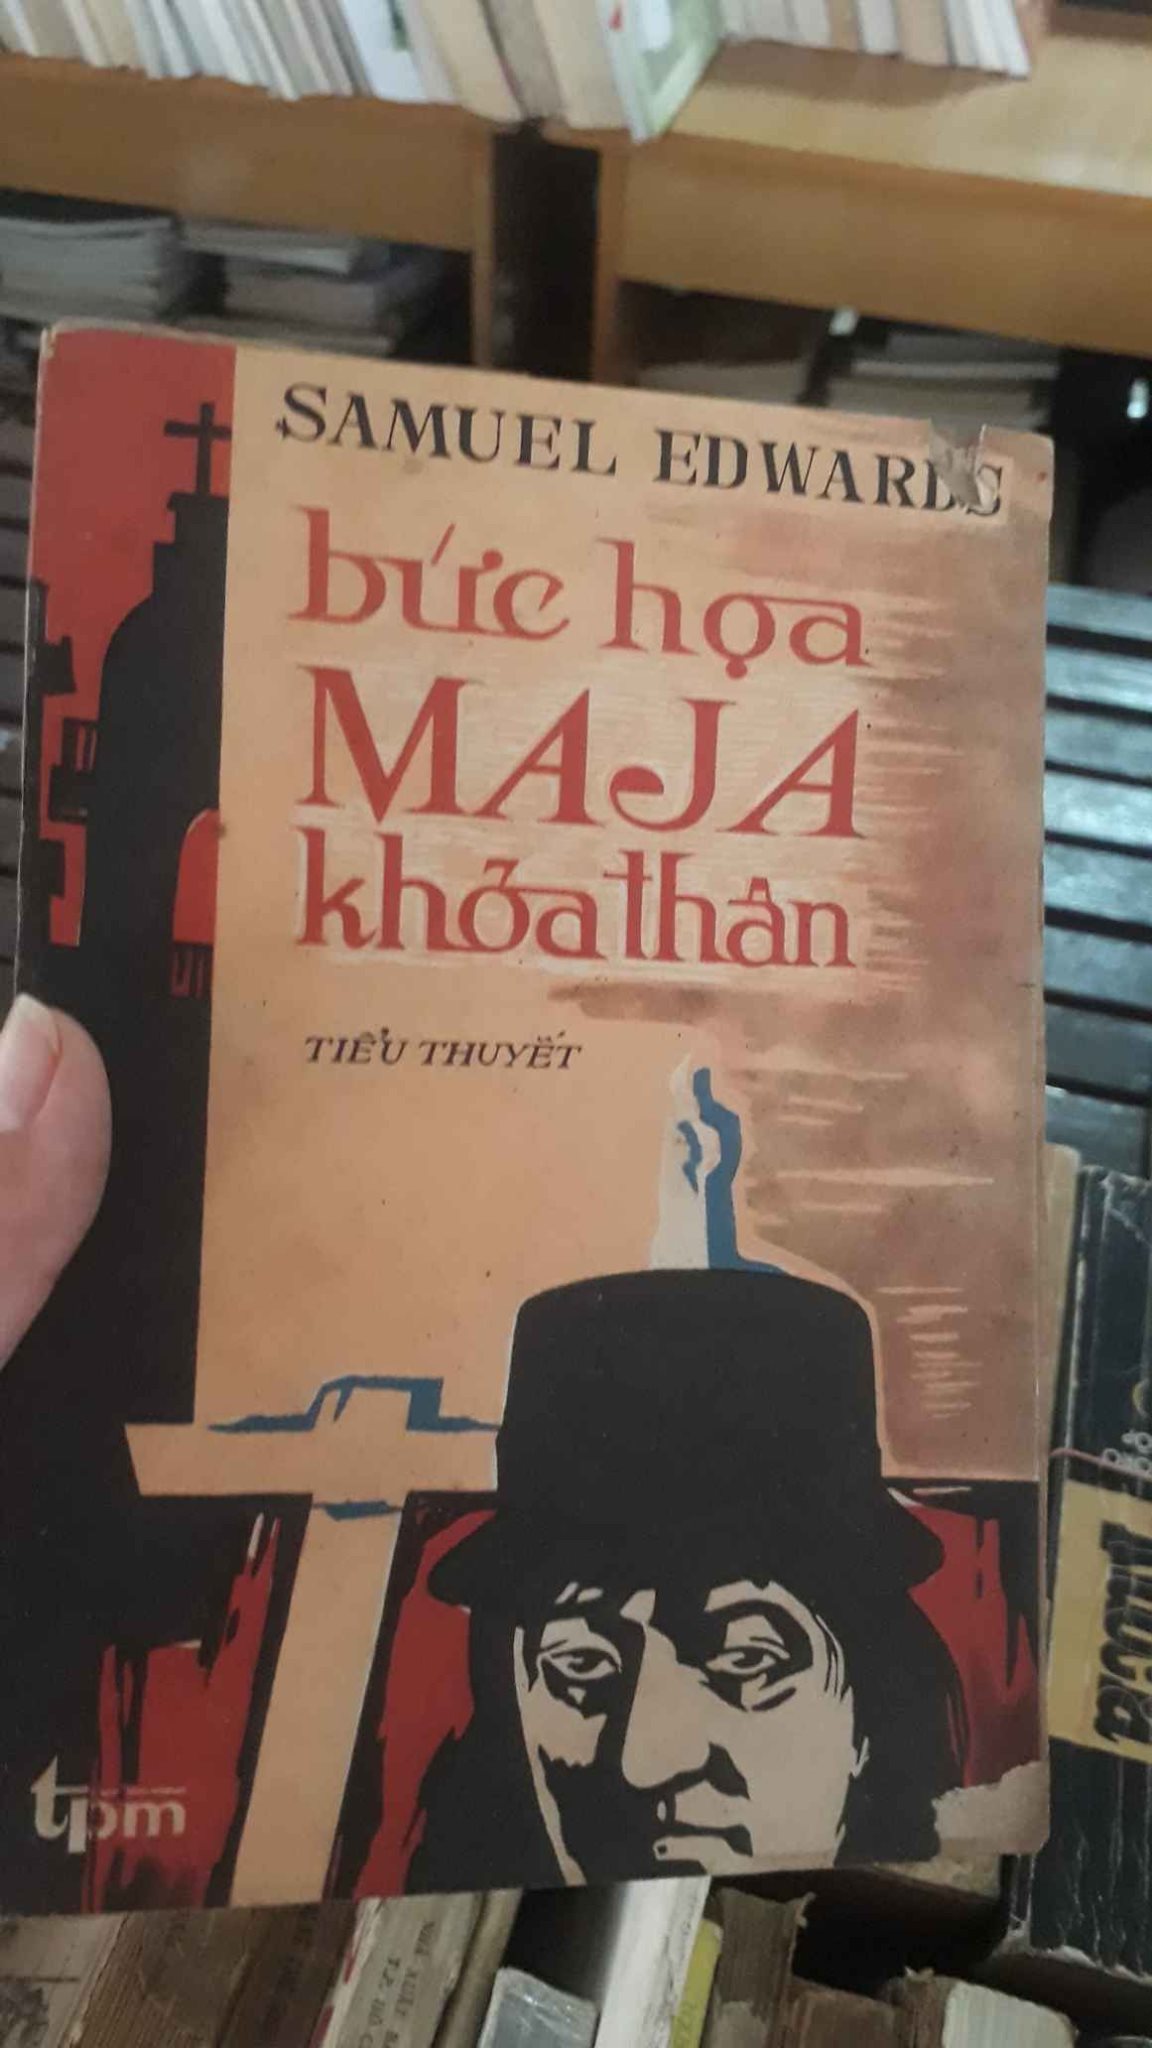 SAMUEL EDWARDS
bức họa
MAJA
khỏa thân
TIỂU THUYẾT
tpm